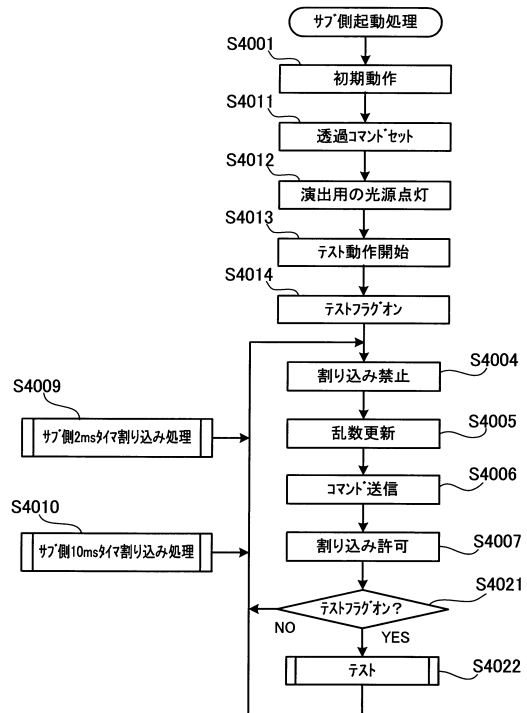 サブ側起動処理
S4001
初期動作
S4011
透過コマンドセット
S4012
演出用の光源点灯
S4013
テスト動作開始
S4014
テストフラグオン
割り込み禁止
S4004
S4009
サブ側2msタイマ割り込み処理
乱数更新
S4005
コマンド送信
S4006
S4010
サブ側10msタイマ割り込み処理
割り込み許可
S4007
テストフラグオン?
S4021
NO
YES
テスト
S4022